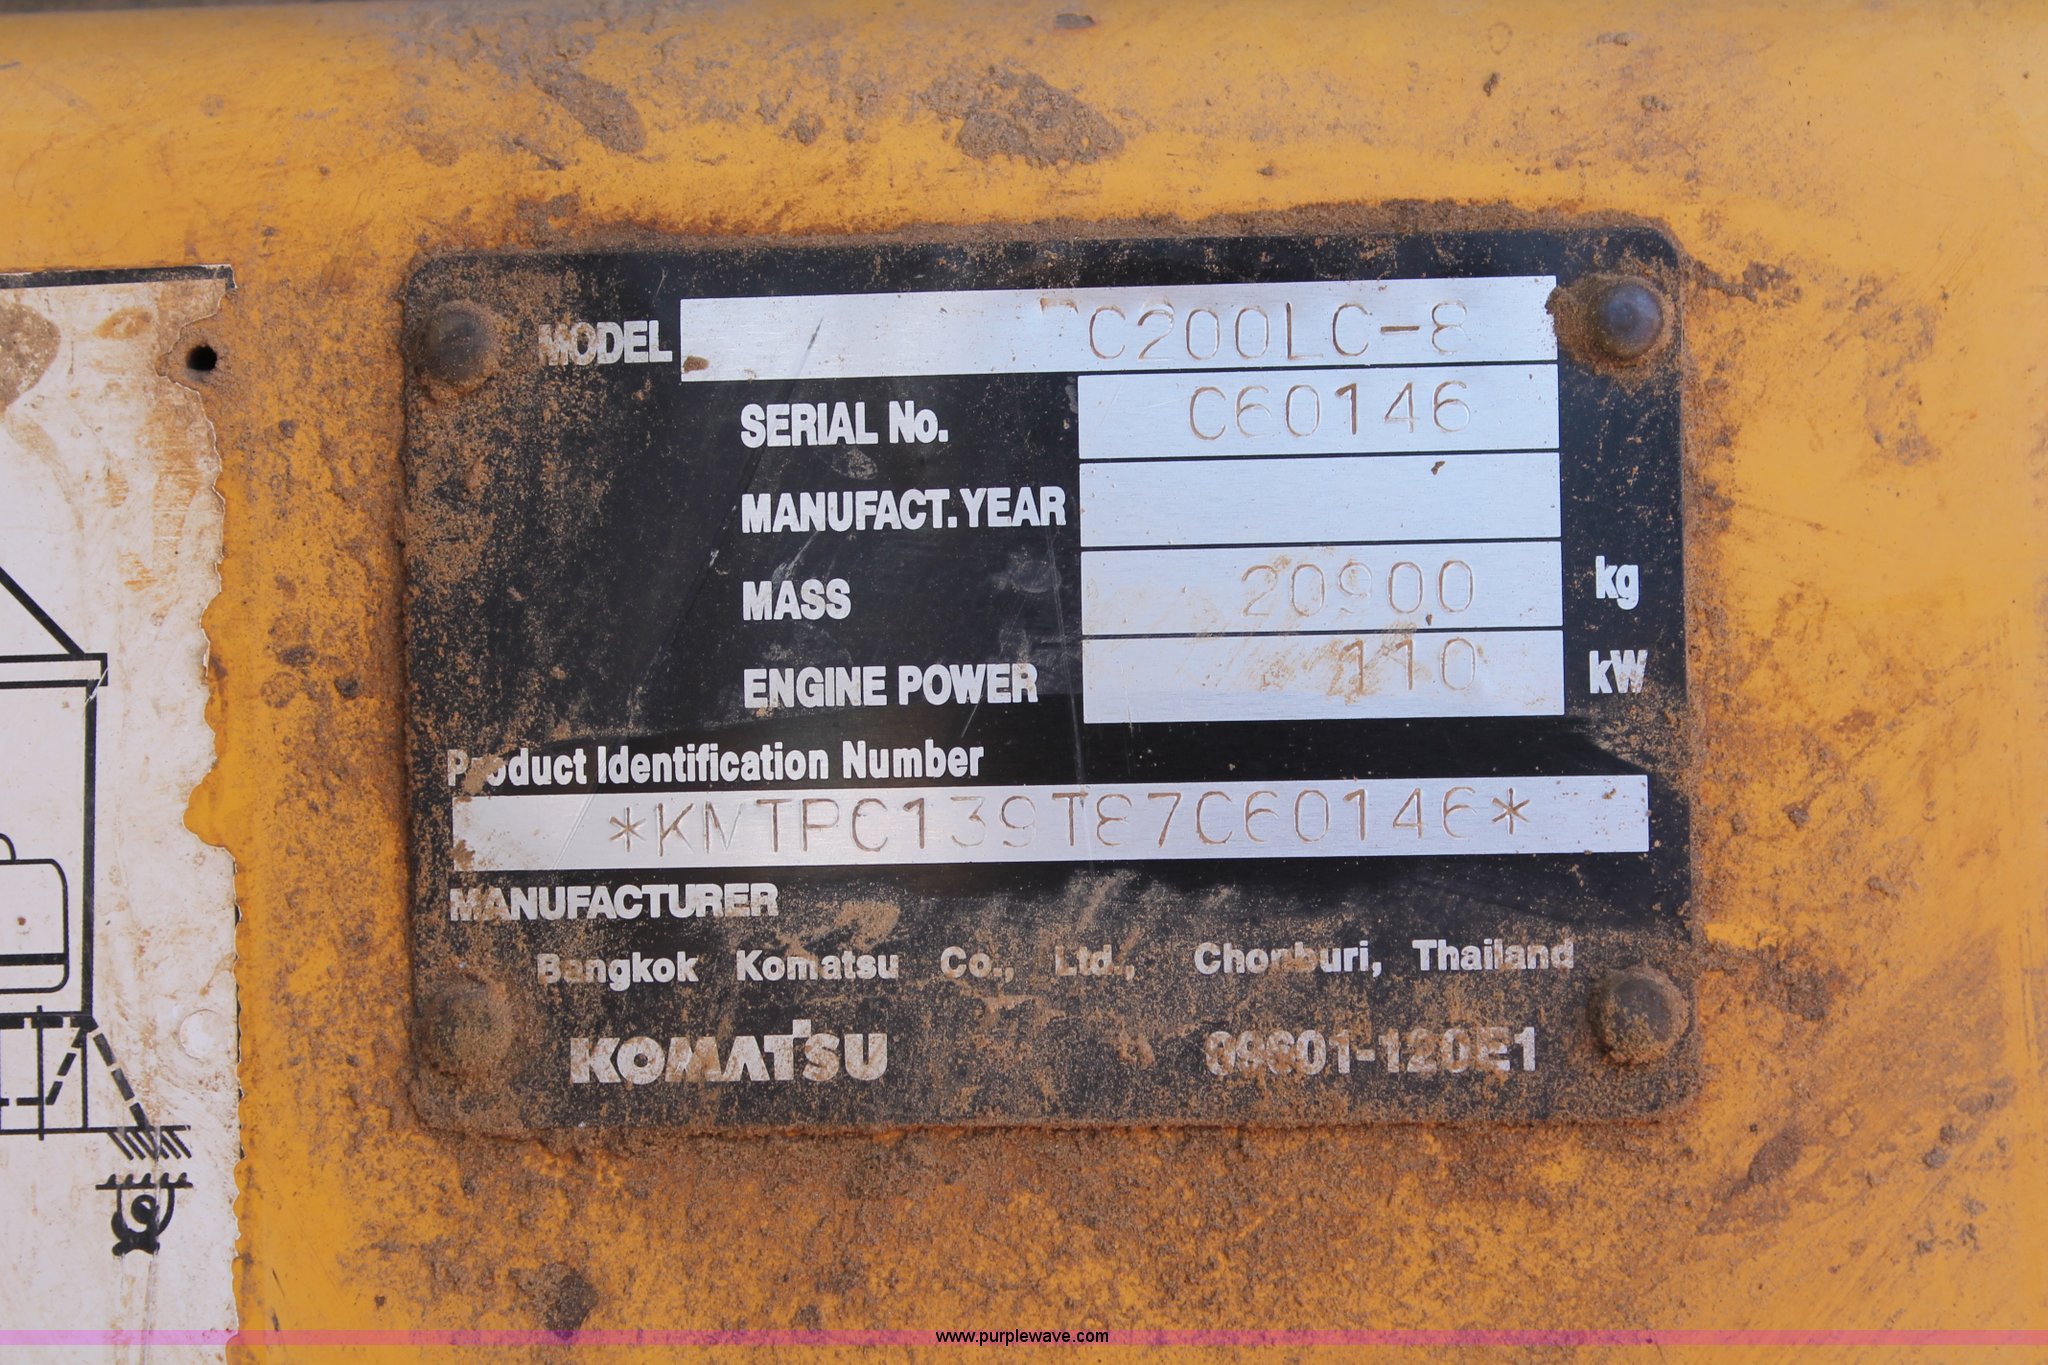 MODEL PC200LC-8
SERIAL No. C60146
MANUFACT.YEAR
MASS 20900 kg
ENGINE POWER 110 kW
Product Identification Number
*KMTPC139T87C60146*
MANUFACTURER
Bangkok Komatsu Co., Ltd., Chonburi, Thailand
KOMATSU
www.purplewave.com